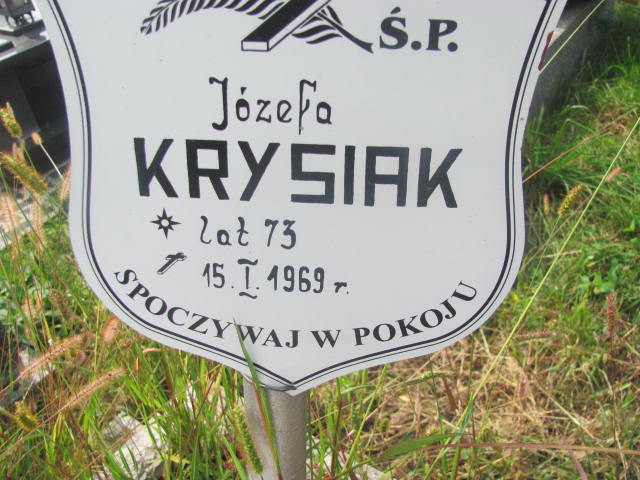 Ś.P.
Józefa
KRYSIAK
lat 73
15.I.1969 r.
SPOCZYWAJ W POKOJU